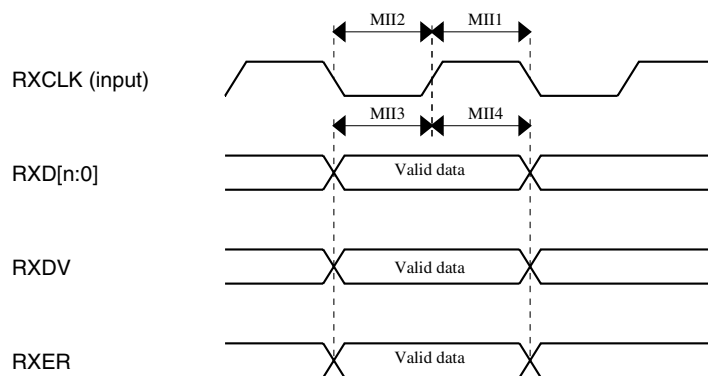 MII2 MII1
RXCLK (input)
MII3 MII4
RXD[n:0] Valid data
RXDV Valid data
RXER Valid data